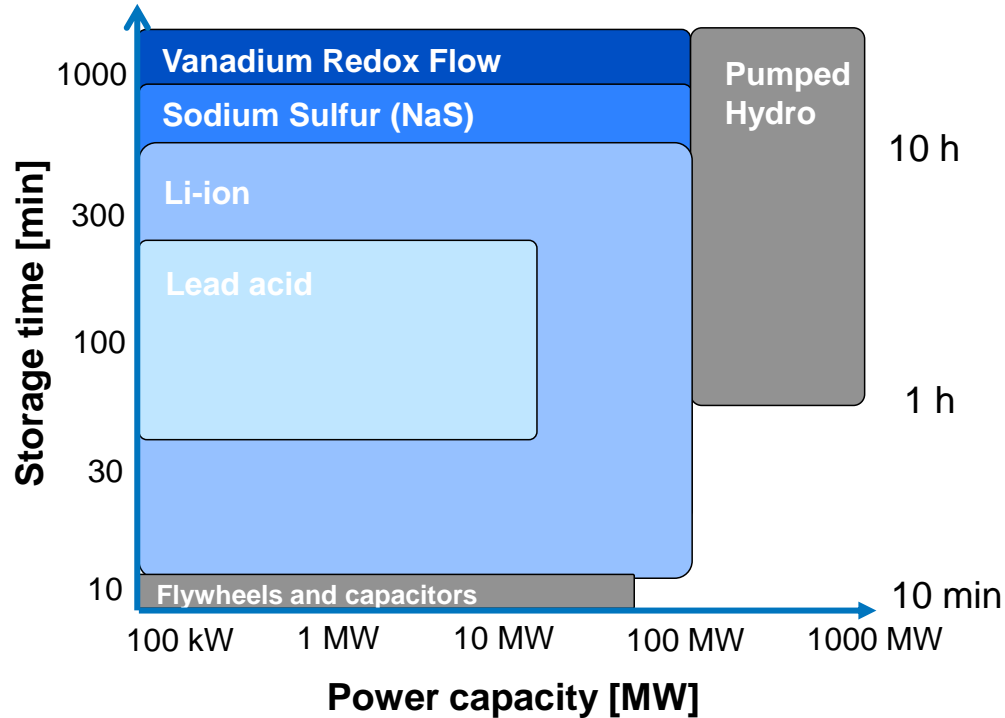 Vanadium Redox Flow
Sodium Sulfur (NaS)
Li-ion
Lead acid
Flywheels and capacitors
Pumped
Hydro
Storage time [min]
1000
300
100
30
10
10 h
1 h
10 min
100 kW
1 MW
10 MW
100 MW
1000 MW
Power capacity [MW]